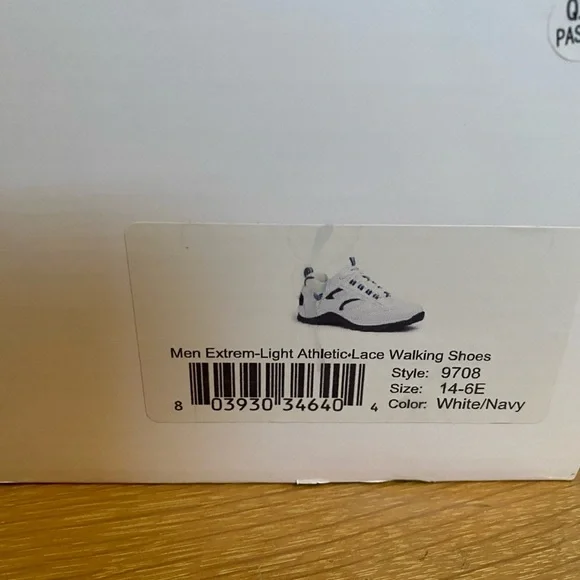 Q
PAS
Men Extrem-Light Athletic Lace Walking Shoes
Style: 9708
Size: 14-6E
Color: White/Navy
8 03930 34640 4